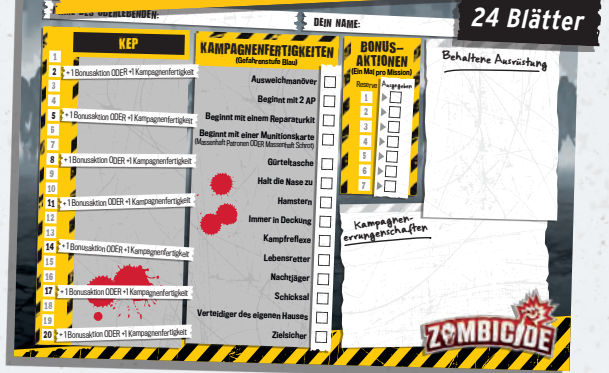 24 Blätter
DES ÜBERLEBENDEN:
DEIN NAME:
KEP
1
2 +1 Bonusaktion ODER +1 Kampagnenfertigkeit
3
4
5 +1 Bonusaktion ODER +1 Kampagnenfertigkeit
6
7
8 +1 Bonusaktion ODER +1 Kampagnenfertigkeit
9
10
11 +1 Bonusaktion ODER +1 Kampagnenfertigkeit
12
13
14 +1 Bonusaktion ODER +1 Kampagnenfertigkeit
15
16
17 +1 Bonusaktion ODER +1 Kampagnenfertigkeit
18
19
20 +1 Bonusaktion ODER +1 Kampagnenfertigkeit
KAMPAGNENFERTIGKEITEN
(Gefahrenstufe Blau)
Ausweichmanöver
Beginnt mit 2 AP
Beginnt mit einem Reparaturkit
Beginnt mit einer Munitionskarte
(Massenhaft Patronen ODER Massenhaft Schrot)
Gürteltasche
Halt die Nase zu
Hamstern
Immer in Deckung
Kampfreflexe
Lebensretter
Nachtjäger
Schicksal
Verteidiger des eigenen Hauses
Zielsicher
BONUS-
AKTIONEN
(Ein Mal pro Mission)
Reserve Ausgegeben
1
2
3
4
5
6
7
Behaltene Ausrüstung
Kampagnen-
errungenschaften
ZOMBICIDE